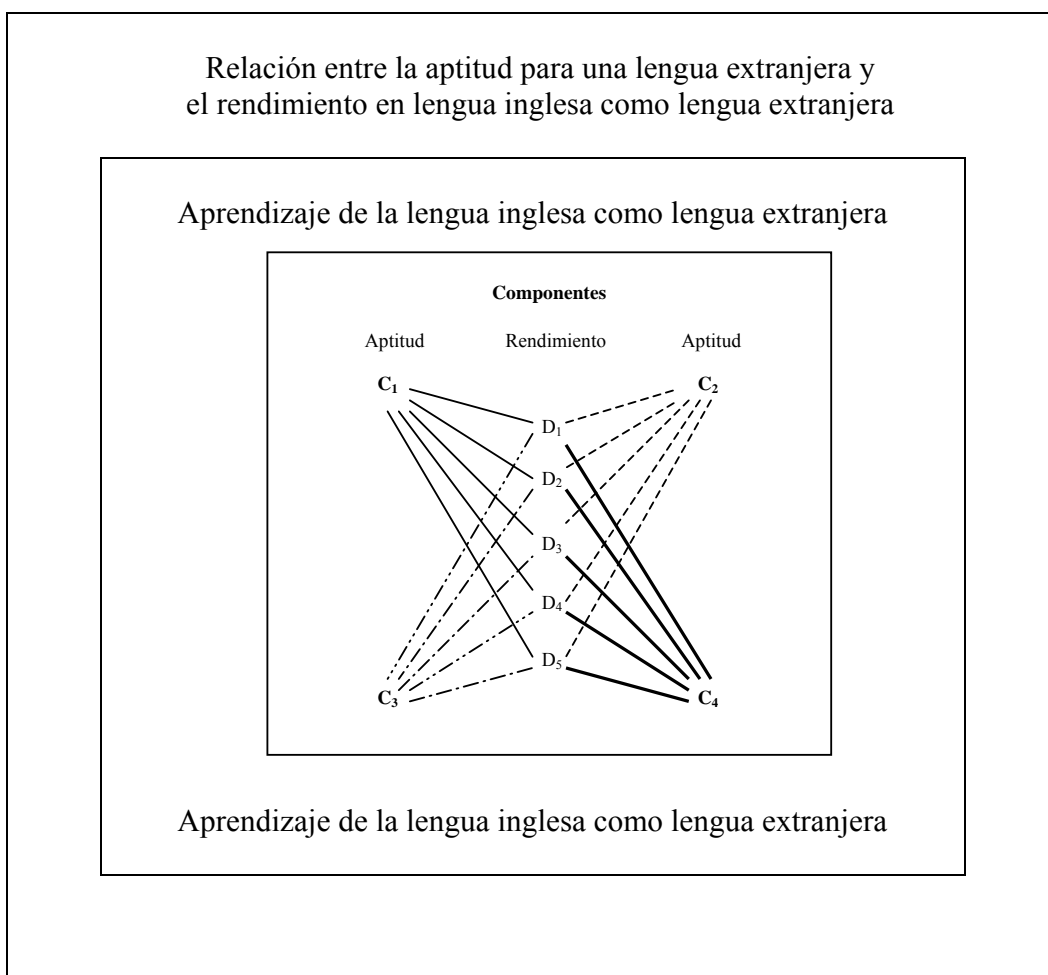 Relación entre la aptitud para una lengua extranjera y
el rendimiento en lengua inglesa como lengua extranjera
Aprendizaje de la lengua inglesa como lengua extranjera
Componentes
Aptitud Rendimiento Aptitud
C₁ C₂
D₁
D₂
D₃
D₄
D₅
C₃ C₄
Aprendizaje de la lengua inglesa como lengua extranjera